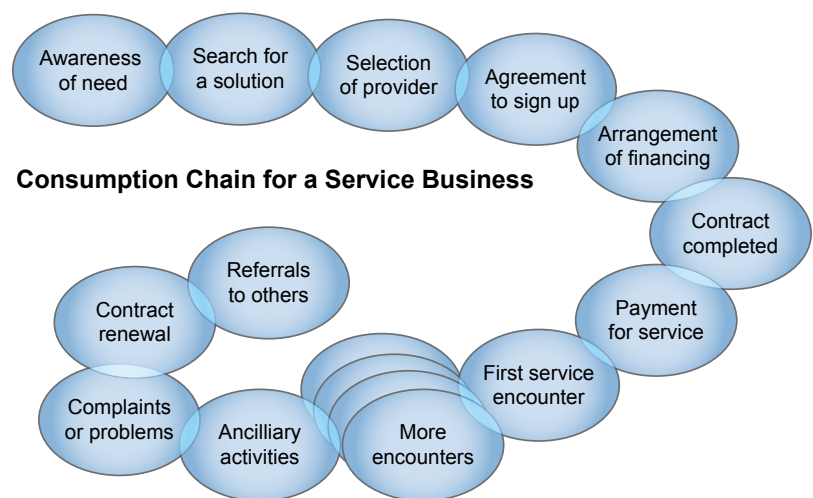 Awareness
of need
Search for
a solution
Selection
of provider
Agreement
to sign up
Arrangement
of financing
Consumption Chain for a Service Business
Contract
completed
Payment
for service
First service
encounter
More
encounters
Ancilliary
activities
Complaints
or problems
Contract
renewal
Referrals
to others